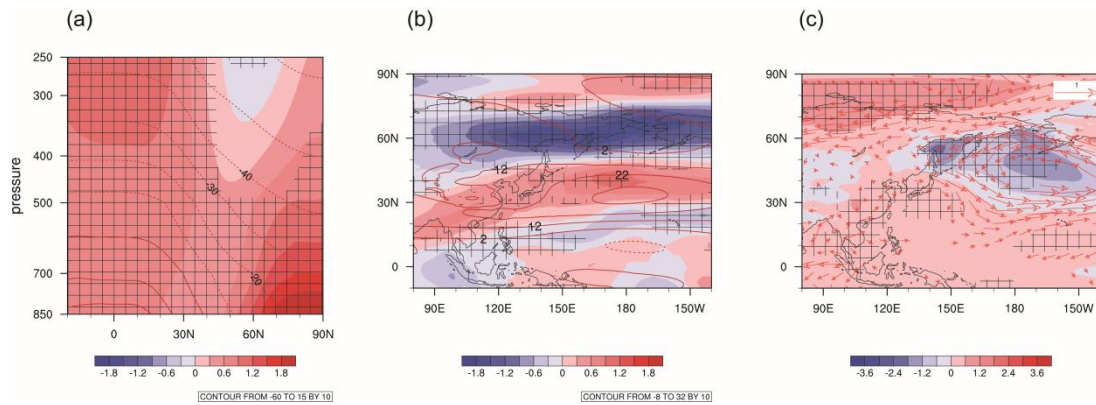 (a)
(b)
(c)
250
300
400
500
700
850
pressure
-40
-30
-20
0
30N
60N
90N
-1.8 -1.2 -0.6 0 0.6 1.2 1.8
CONTOUR FROM -60 TO 15 BY 10
90N
60N
30N
0
2
12
22
12
2
90E
120E
150E
180
150W
-1.8 -1.2 -0.6 0 0.6 1.2 1.8
CONTOUR FROM -8 TO 32 BY 10
1
90N
60N
30N
0
90E
120E
150E
180
150W
-3.6 -2.4 -1.2 0 1.2 2.4 3.6